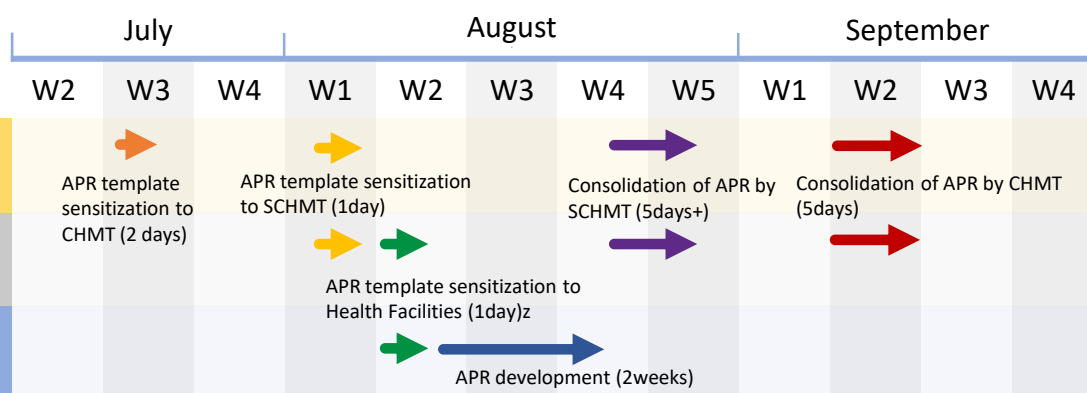 July
August
September
W2
W3
W4
W1
W2
W3
W4
W5
W1
W2
W3
W4
APR template
sensitization to
CHMT (2 days)
APR template sensitization
to SCHMT (1day)
Consolidation of APR by
SCHMT (5days+)
Consolidation of APR by CHMT
(5days)
APR template sensitization to
Health Facilities (1day)z
APR development (2weeks)